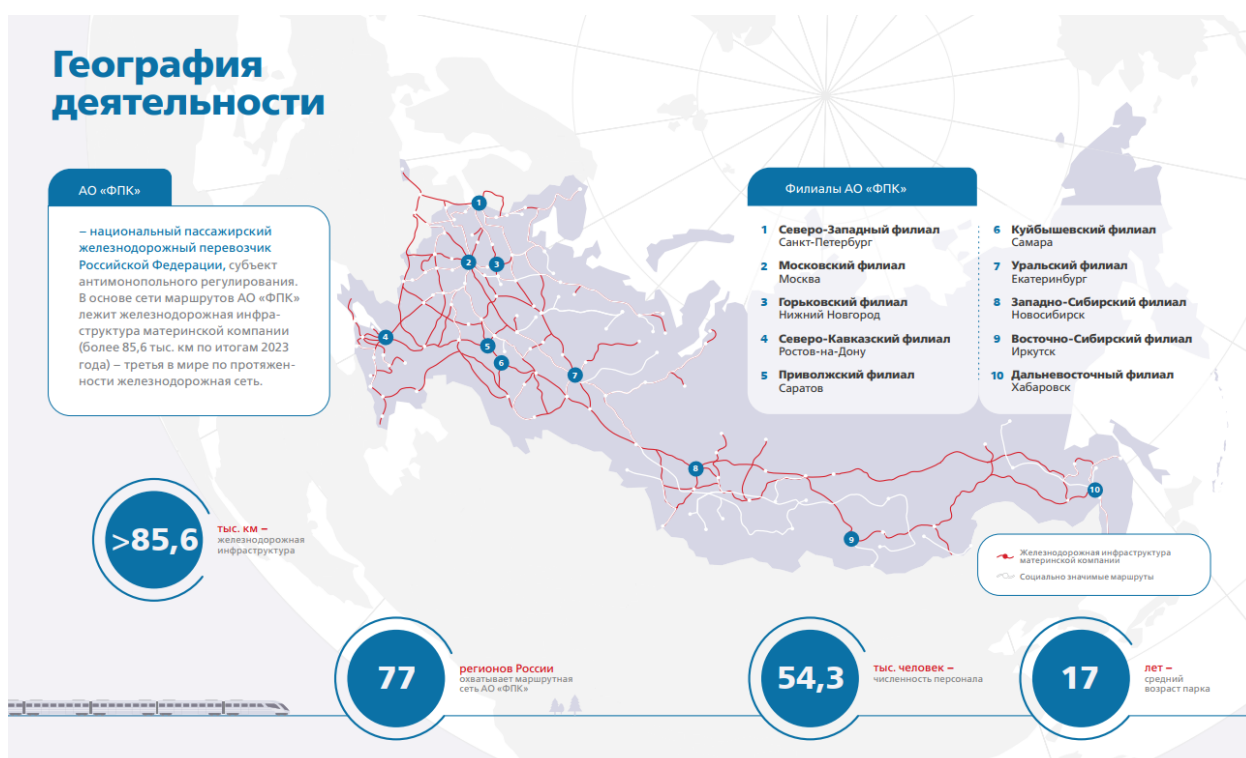 География
деятельности
АО «ФПК»
– национальный пассажирский
железнодорожный перевозчик
Российской Федерации, субъект
антимонопольного регулирования.
В основе сети маршрутов АО «ФПК»
лежит железнодорожная инфра-
структура материнской компании
(более 85,6 тыс. км по итогам 2023
года) – третья в мире по протяжен-
ности железнодорожная сеть.
Филиалы АО «ФПК»
1 Северо-Западный филиал
Санкт-Петербург
2 Московский филиал
Москва
3 Горьковский филиал
Нижний Новгород
4 Северо-Кавказский филиал
Ростов-на-Дону
5 Приволжский филиал
Саратов
6 Куйбышевский филиал
Самара
7 Уральский филиал
Екатеринбург
8 Западно-Сибирский филиал
Новосибирск
9 Восточно-Сибирский филиал
Иркутск
10 Дальневосточный филиал
Хабаровск
1
2
3
4
5
6
7
8
9
10
Железнодорожная инфраструктура
материнской компании
Социально значимые маршруты
>85,6
тыс. км –
железнодорожная
инфраструктура
77
регионов России
охватывает маршрутная
сеть АО «ФПК»
54,3
тыс. человек –
численность персонала
17
лет –
средний
возраст парка